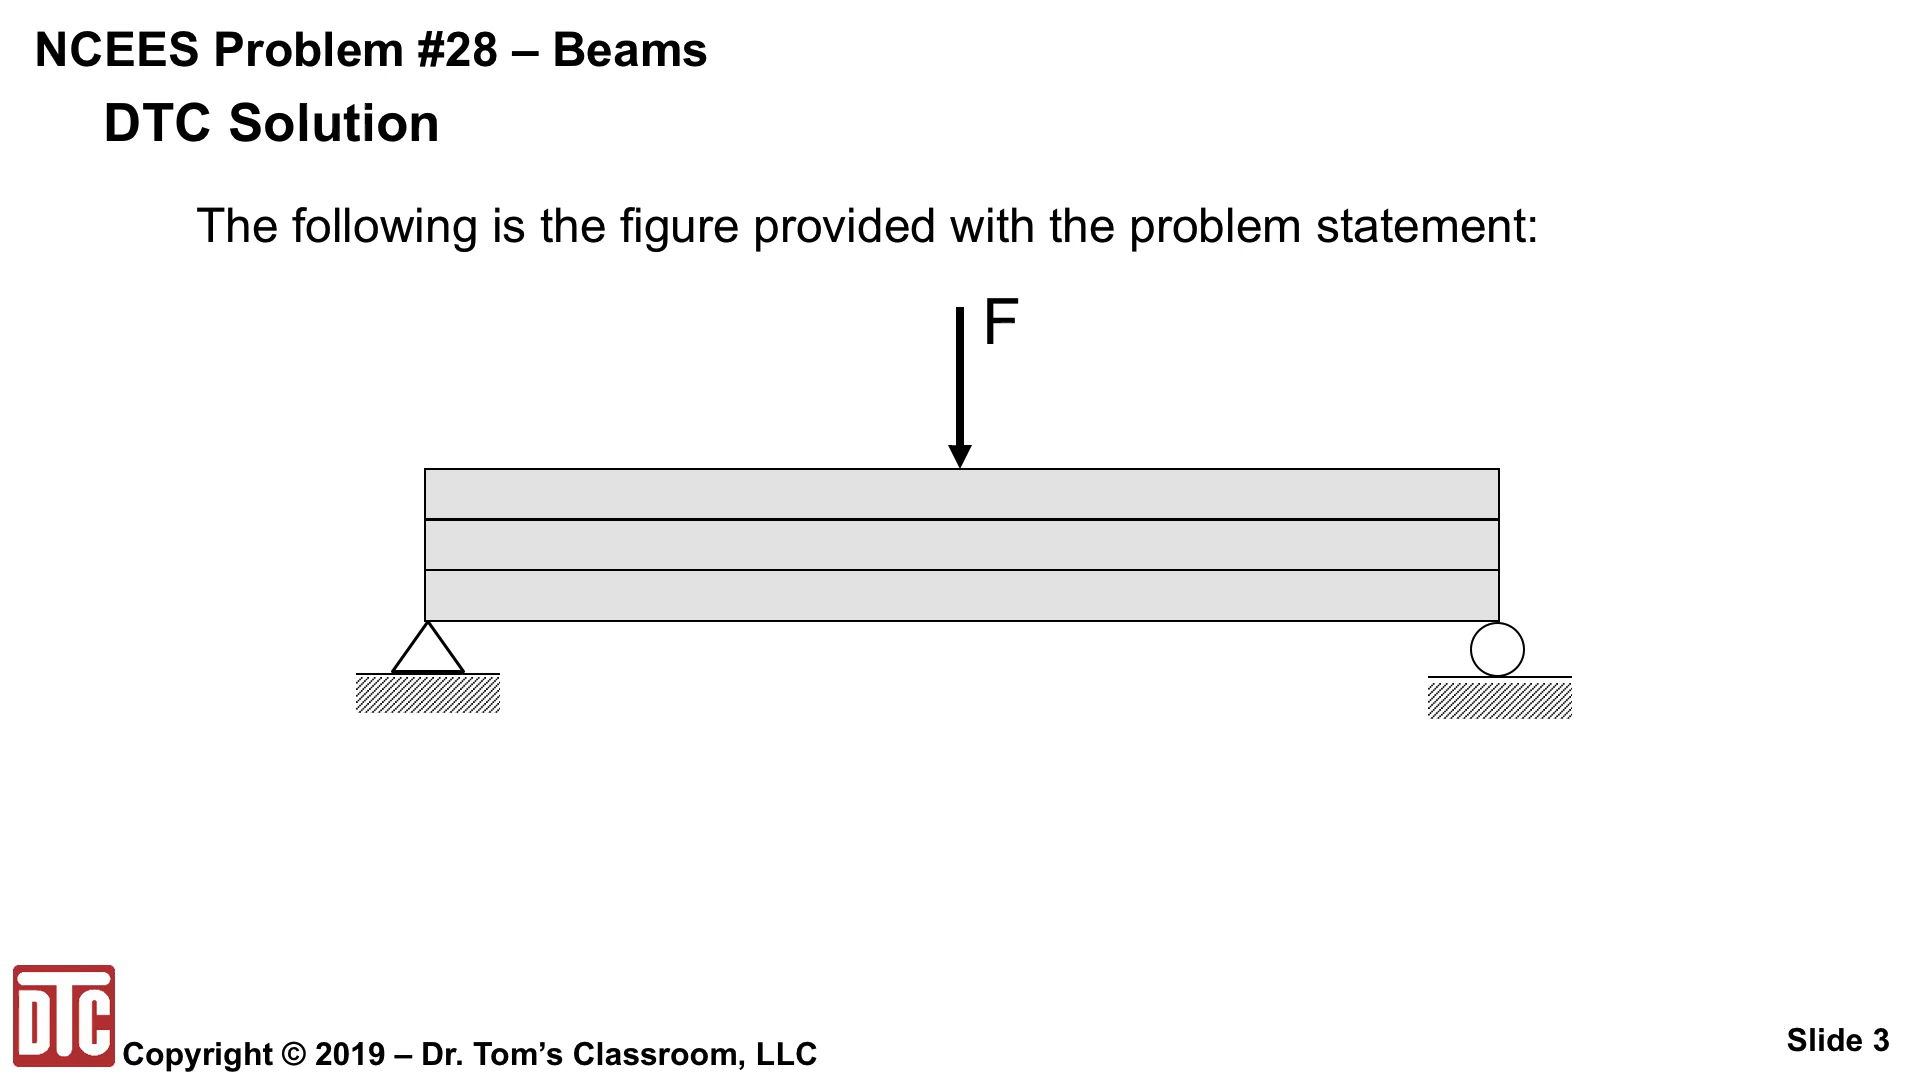 NCEES Problem #28 – Beams
DTC Solution
The following is the figure provided with the problem statement:
F
DTC
Copyright © 2019 – Dr. Tom’s Classroom, LLC
Slide 3